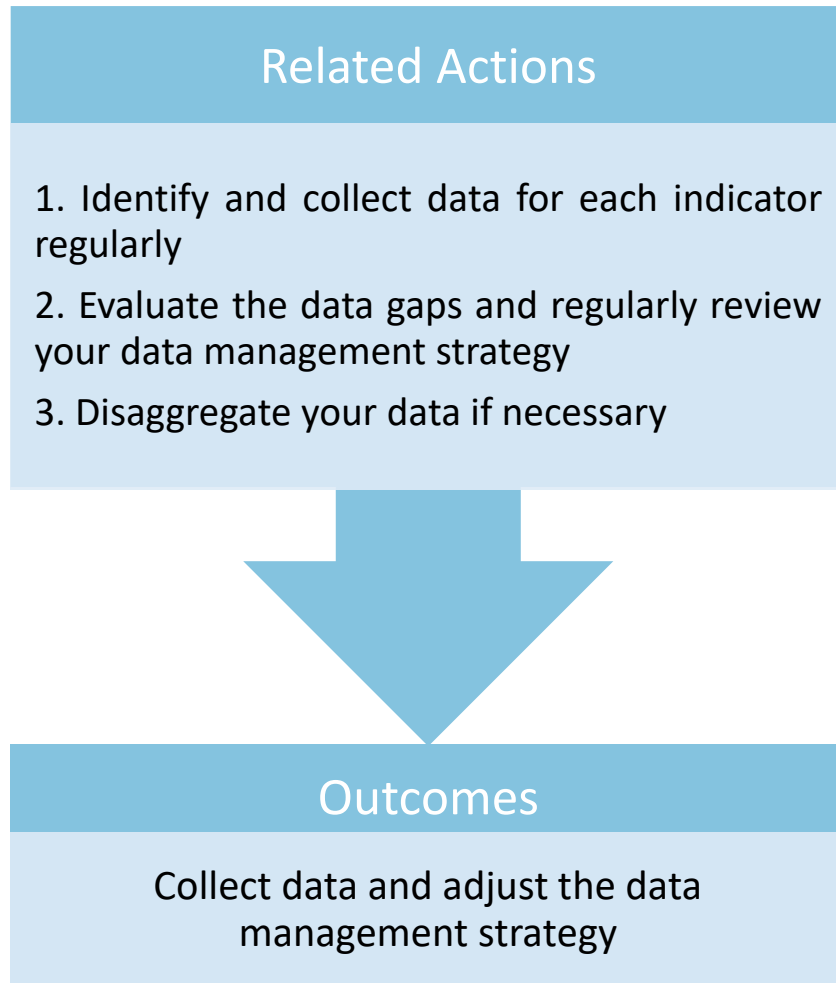 Related Actions
1. Identify and collect data for each indicator
regularly
2. Evaluate the data gaps and regularly review
your data management strategy
3. Disaggregate your data if necessary
Outcomes
Collect data and adjust the data
management strategy